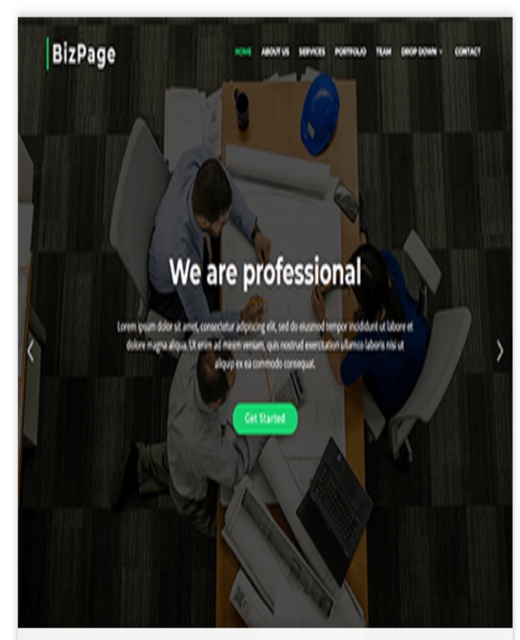 BizPage
HOME ABOUT US SERVICES PORTFOLIO TEAM DROP DOWN CONTACT
We are professional
Lorem ipsum dolor sit amet, consectetur adipiscing elit, sed do eiusmod tempor incididunt ut labore et
dolore magna aliqua. Ut enim ad minim veniam, quis nostrud exercitation ullamco laboris nisi ut
aliquip ex ea commodo consequat.
Get Started